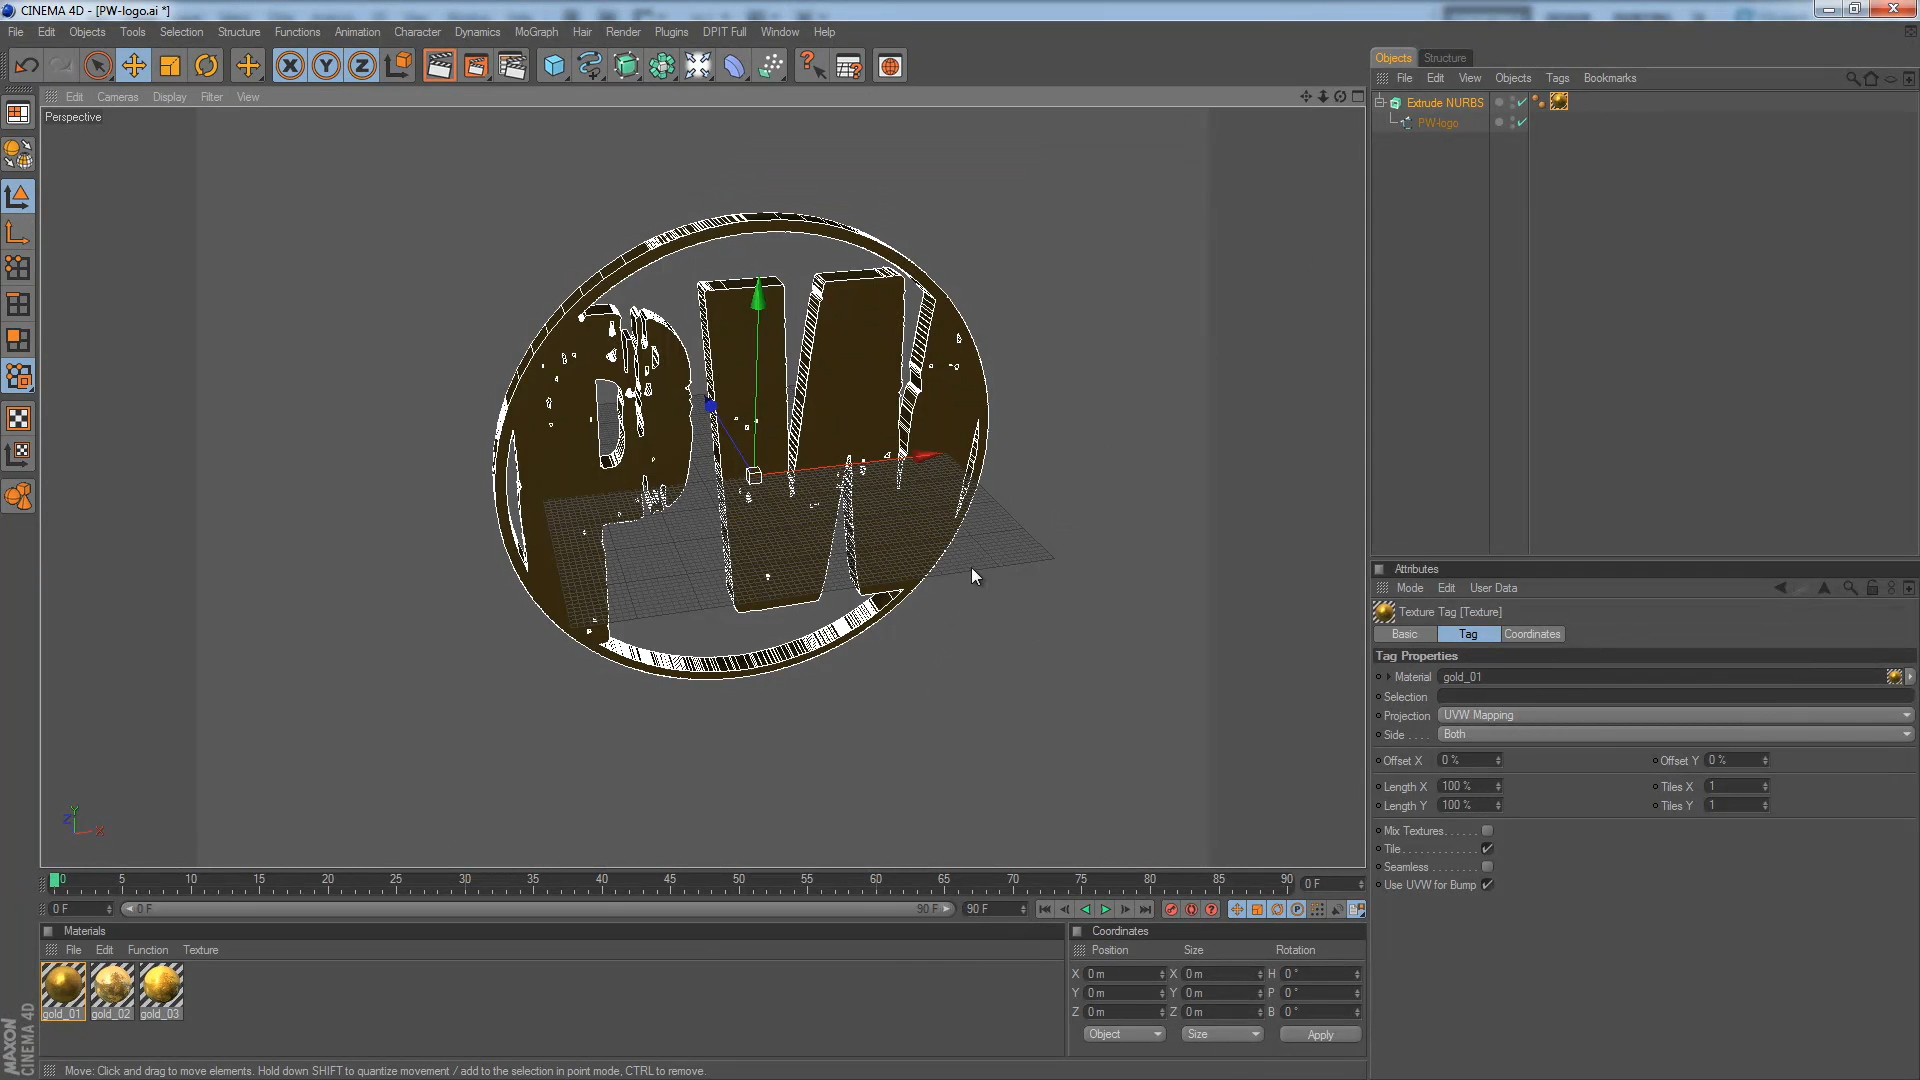 CINEMA 4D - [PW-logo.ai *]
File Edit Objects Tools Selection Structure Functions Animation Character Dynamics MoGraph Hair Render Plugins DPIT Full Window Help
Edit Cameras Display Filter View
Perspective
PW
Y
Z X
0 5 10 15 20 25 30 35 40 45 50 55 60 65 70 75 80 85 90 0 F
0 F 0 F 90 F 90 F
Materials
File Edit Function Texture
gold_01 gold_02 gold_03
Coordinates
Position Size Rotation
X 0 m X 0 m H 0 °
Y 0 m Y 0 m P 0 °
Z 0 m Z 0 m B 0 °
Object Size Apply
MAXON
CINEMA 4D
Move: Click and drag to move elements. Hold down SHIFT to quantize movement / add to the selection in point mode, CTRL to remove.
Objects Structure
File Edit View Objects Tags Bookmarks
Extrude NURBS
PW-logo
Attributes
Mode Edit User Data
Texture Tag [Texture]
Basic Tag Coordinates
Tag Properties
Material gold_01
Selection
Projection UVW Mapping
Side . . . . Both
Offset X 0 % Offset Y 0 %
Length X 100 % Tiles X 1
Length Y 100 % Tiles Y 1
Mix Textures . . . . . .
Tile . . . . . . . . . . . . .
Seamless . . . . . . . .
Use UVW for Bump